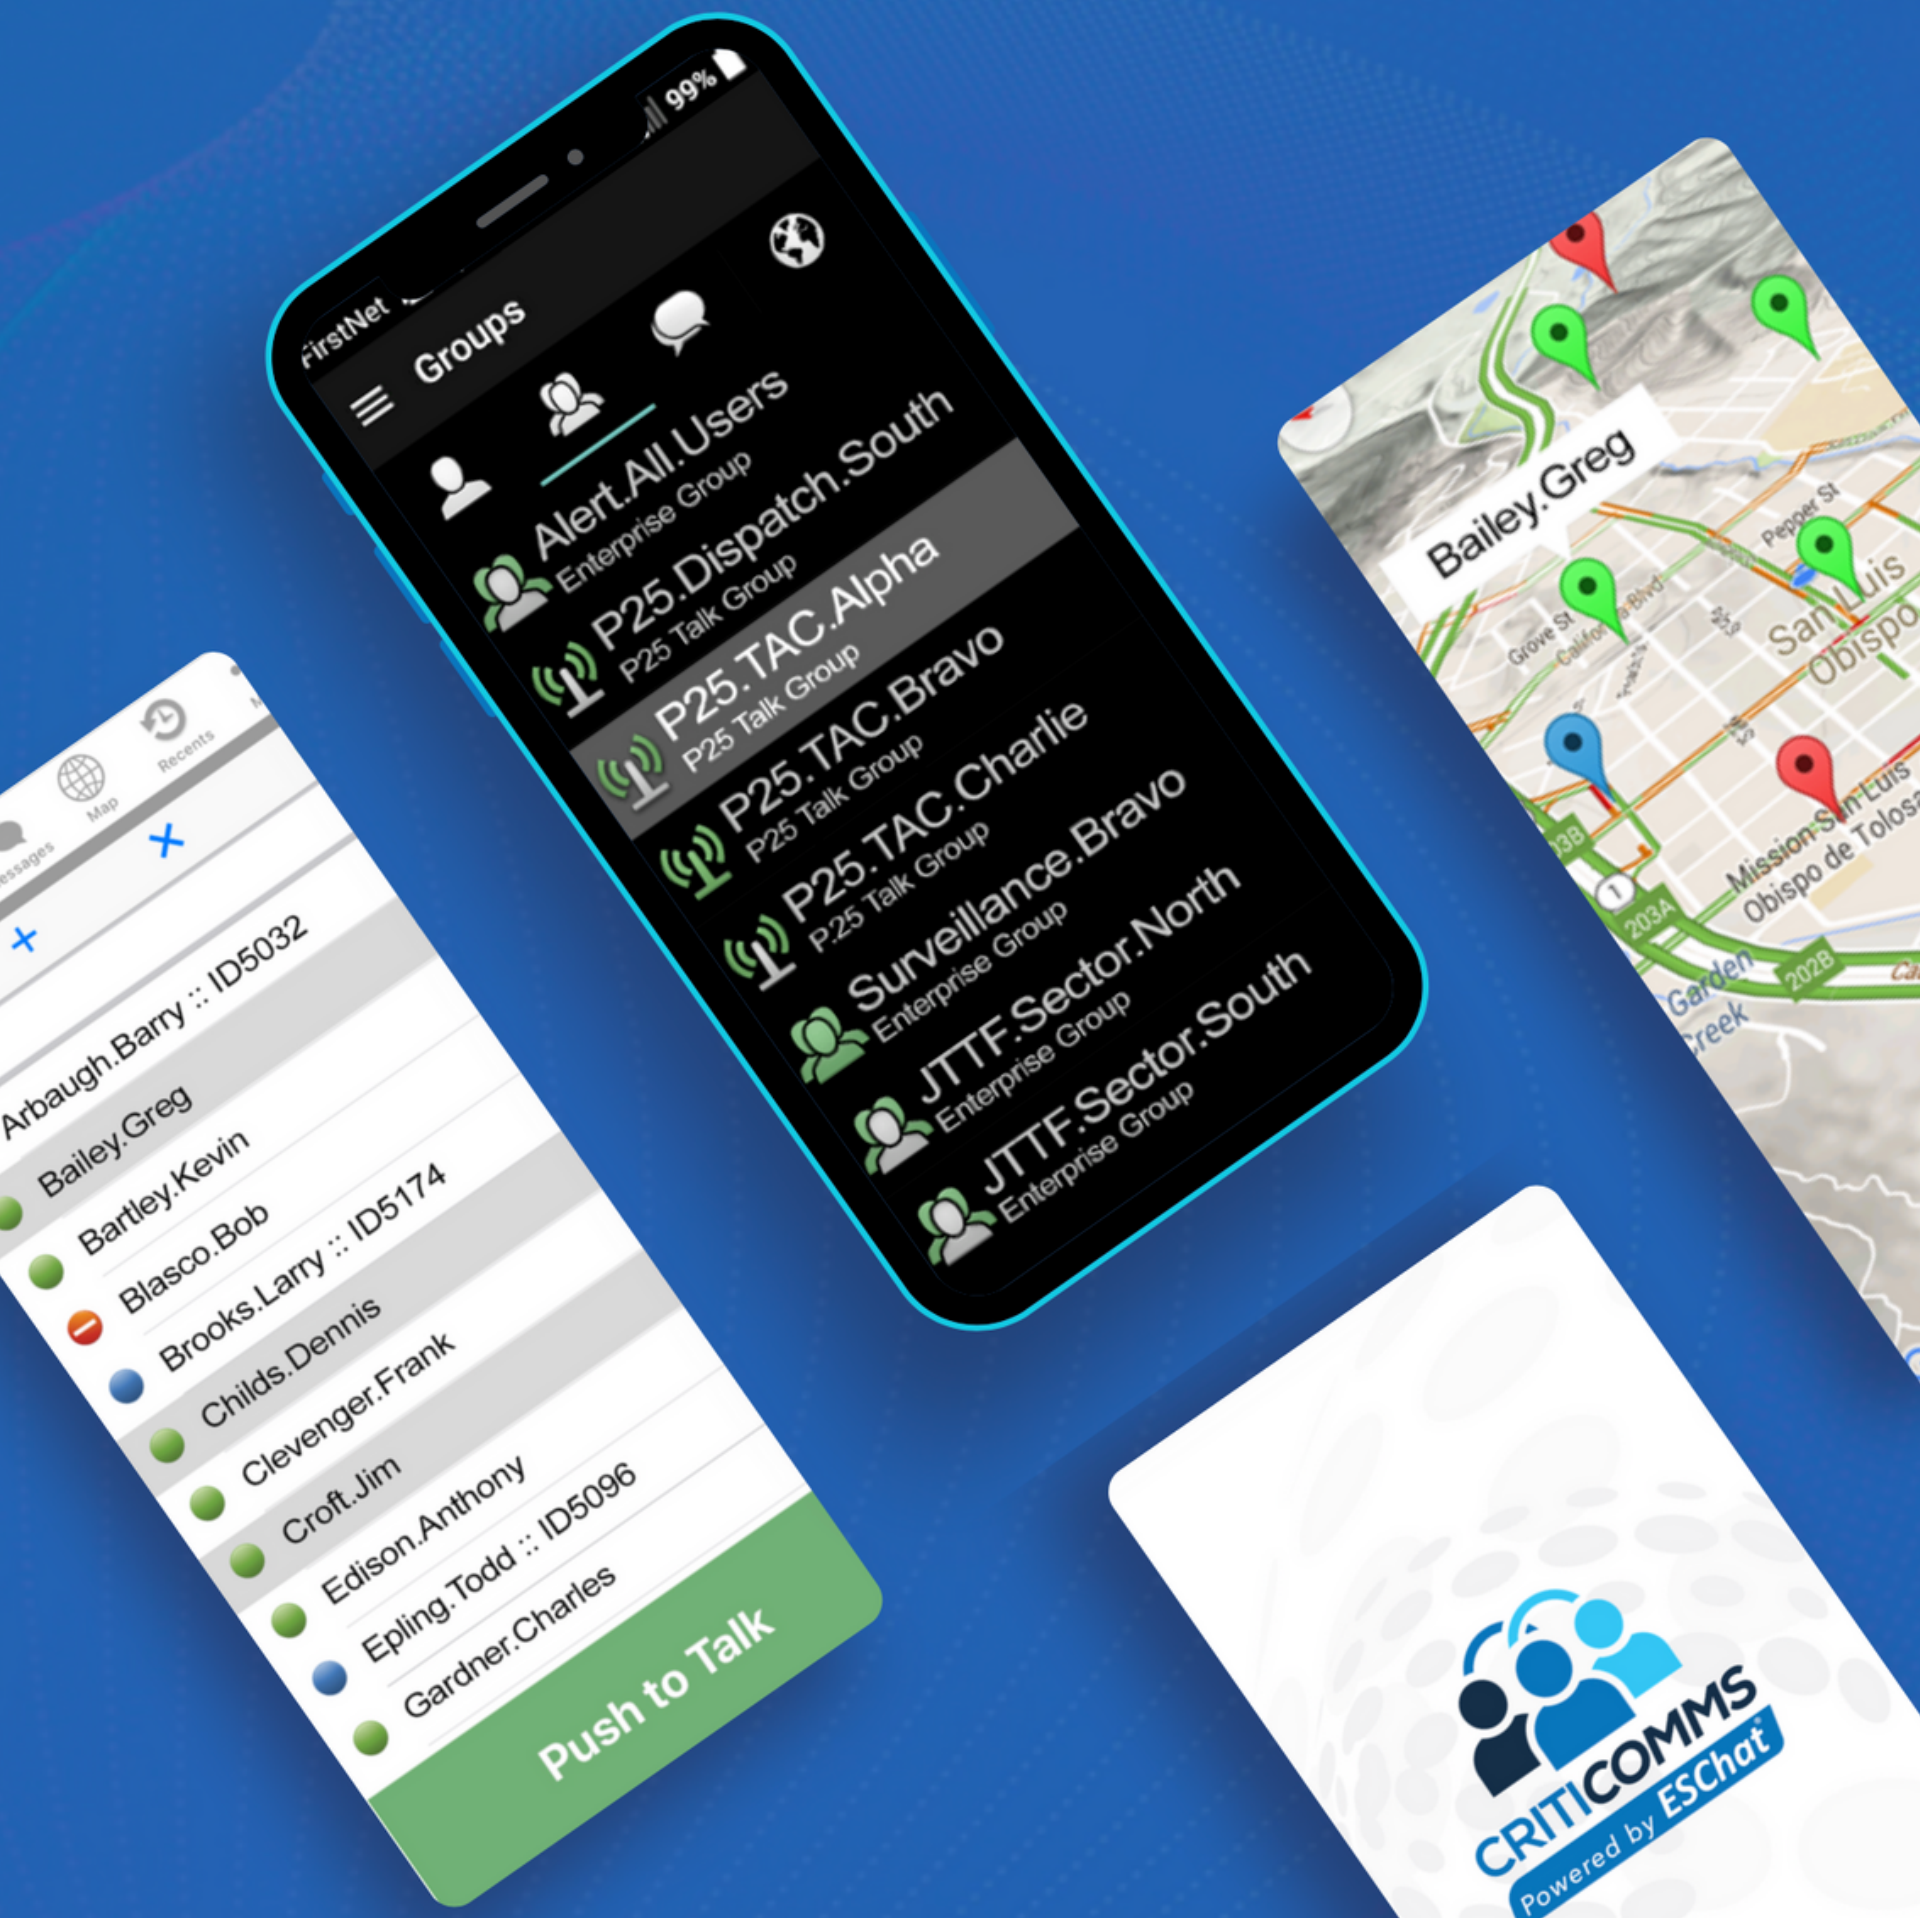 FirstNet
99%
Groups
Alert.All.Users
Enterprise Group
P25.Dispatch.South
P25 Talk Group
P25.TAC.Alpha
P25 Talk Group
P25.TAC.Bravo
P25 Talk Group
P25.TAC.Charlie
P.25 Talk Group
Surveillance.Bravo
Enterprise Group
JTTF.Sector.North
Enterprise Group
JTTF.Sector.South
Enterprise Group
essages
Map
Recents
Arbaugh.Barry :: ID5032
Bailey.Greg
Bartley.Kevin
Blasco.Bob
Brooks.Larry :: ID5174
Childs.Dennis
Clevenger.Frank
Croft.Jim
Edison.Anthony
Epling.Todd :: ID5096
Gardner.Charles
Push to Talk
Bailey.Greg
Pepper St
Grove St
San Luis
Obispo
Mission San Luis
Obispo de Tolosa
03B
1
203A
202B
Garden
Creek
CRITICOMMS
Powered by ESChat